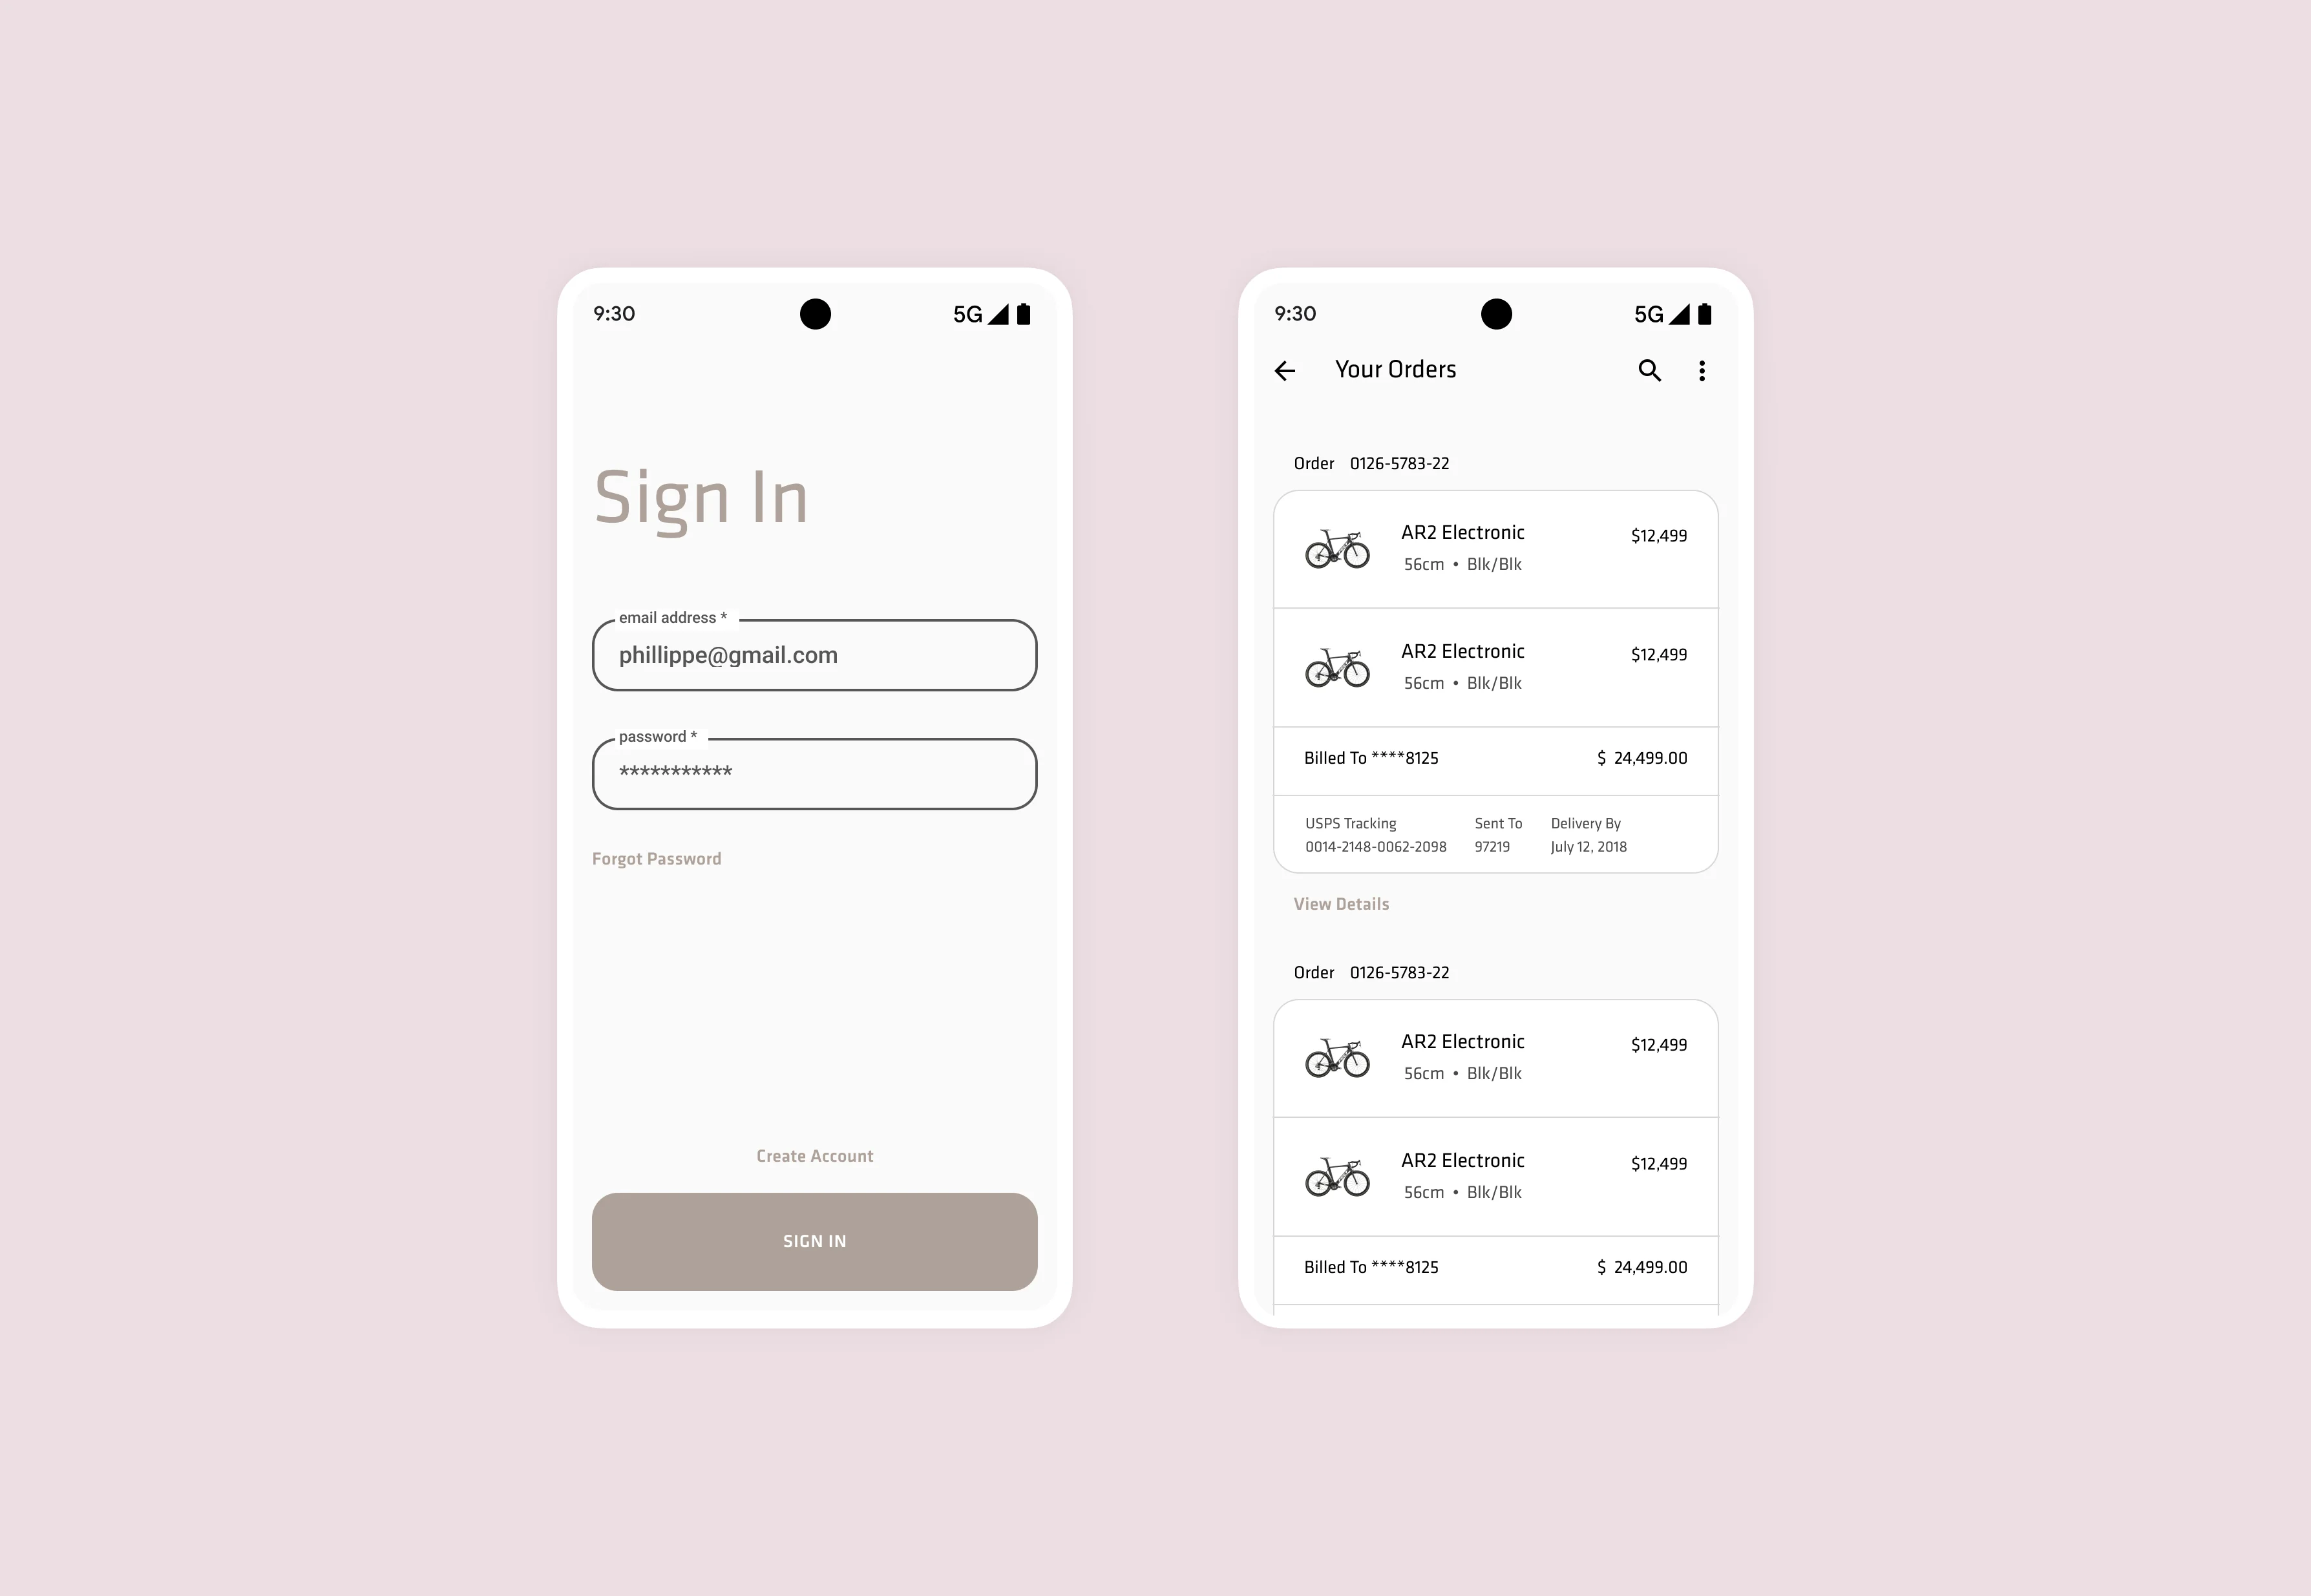 9:30
5G
Sign In
email address *
phillippe@gmail.com
password *
***********
Forgot Password
Create Account
SIGN IN
9:30
5G
Your Orders
Order 0126-5783-22
AR2 Electronic $12,499
56cm • Blk/Blk
AR2 Electronic $12,499
56cm • Blk/Blk
Billed To ****8125 $ 24,499.00
USPS Tracking Sent To Delivery By
0014-2148-0062-2098 97219 July 12, 2018
View Details
Order 0126-5783-22
AR2 Electronic $12,499
56cm • Blk/Blk
AR2 Electronic $12,499
56cm • Blk/Blk
Billed To ****8125 $ 24,499.00